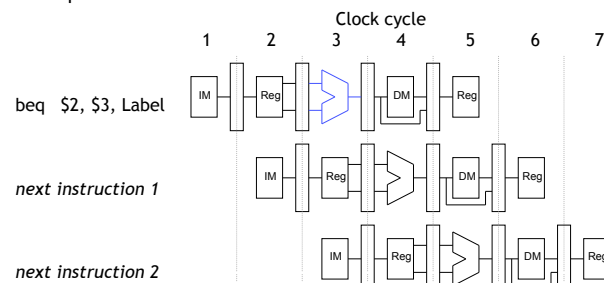 Clock cycle
1 2 3 4 5 6 7
beq $2, $3, Label IM Reg DM Reg
next instruction 1 IM Reg DM Reg
next instruction 2 IM Reg DM Reg